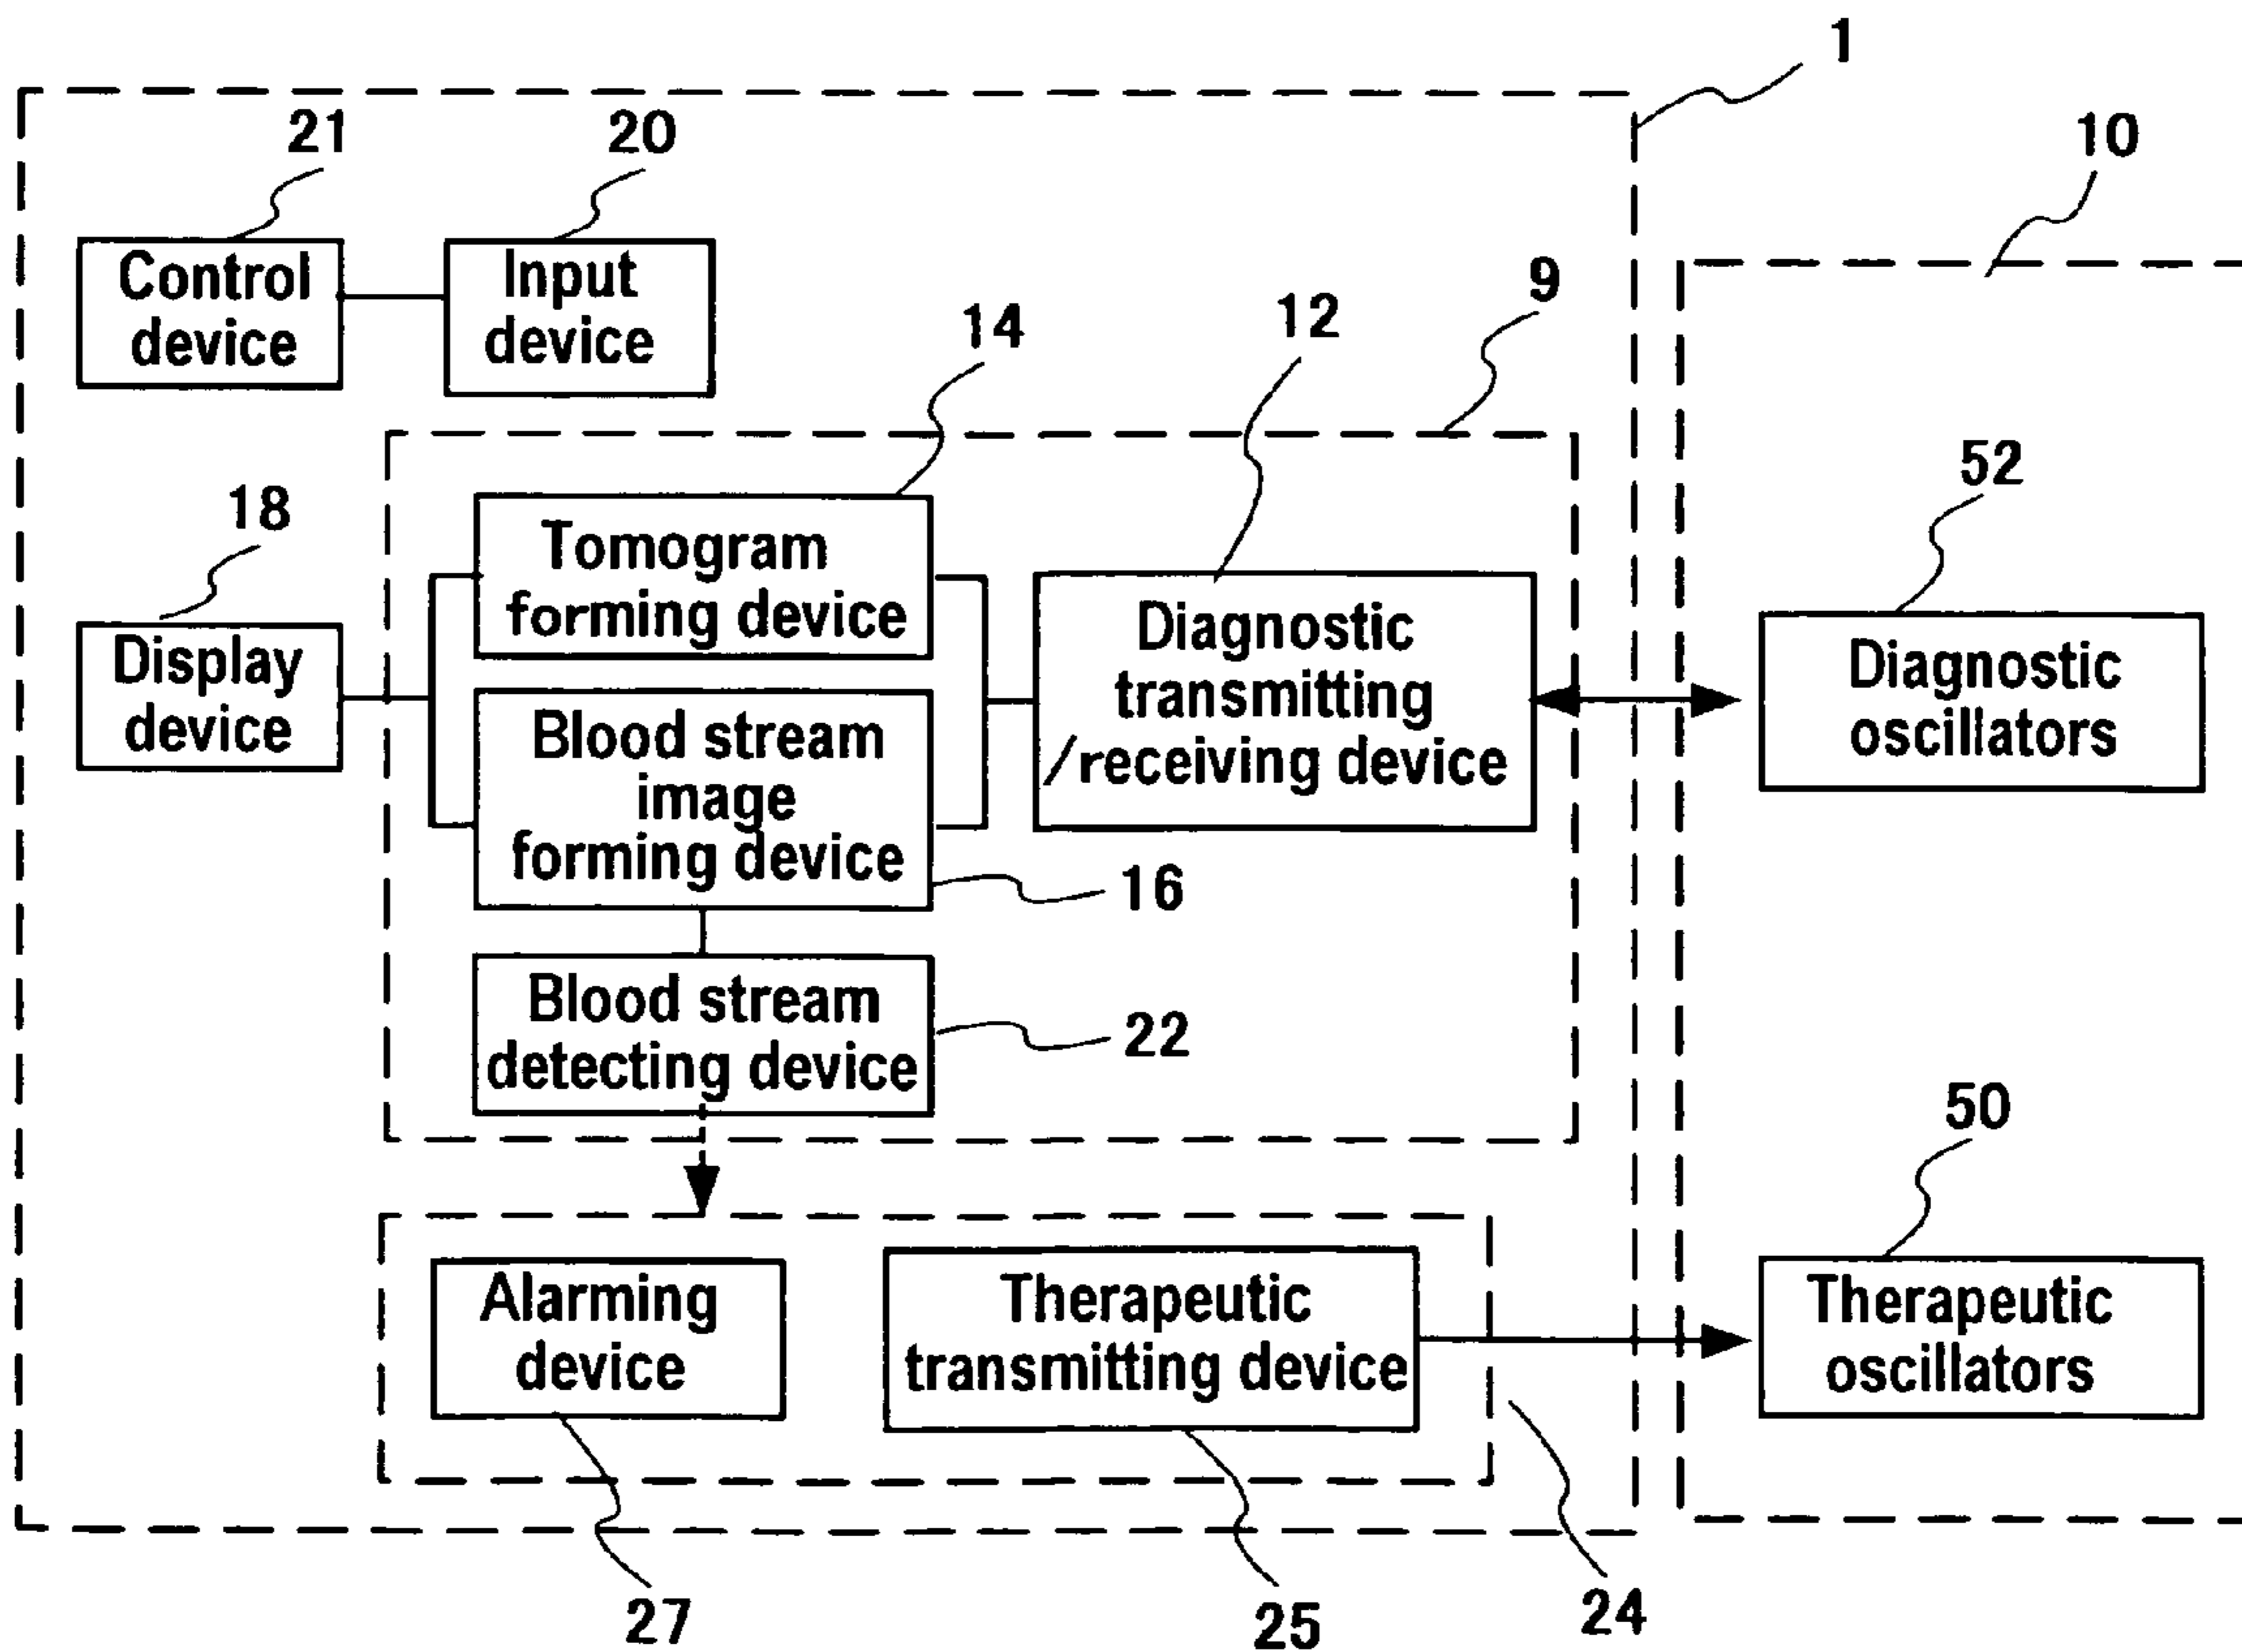 1
10
21
20
Control
device
Input
device
9
14
12
52
18
Tomogram
forming device
Display
device
Blood stream
image
forming device
Diagnostic
transmitting
/receiving device
Diagnostic
oscillators
16
Blood stream
detecting device
22
50
Alarming
device
Therapeutic
transmitting device
Therapeutic
oscillators
27
25
24